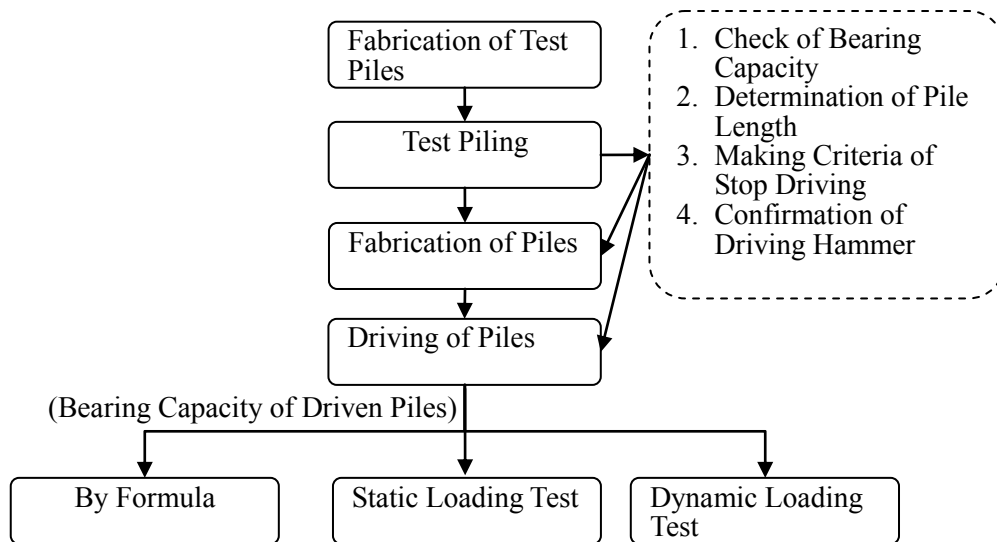 Fabrication of Test
Piles
Test Piling
1. Check of Bearing
Capacity
2. Determination of Pile
Length
3. Making Criteria of
Stop Driving
4. Confirmation of
Driving Hammer
Fabrication of Piles
Driving of Piles
(Bearing Capacity of Driven Piles)
By Formula
Static Loading Test
Dynamic Loading
Test